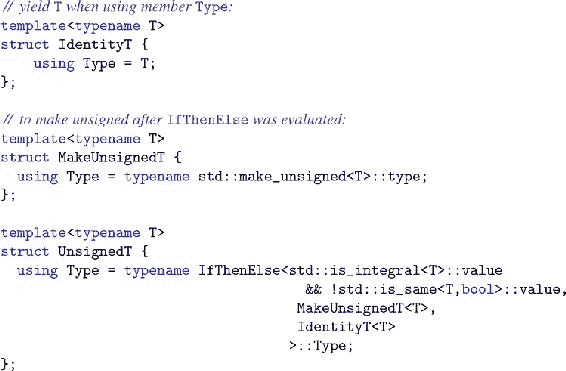 // yield T when using member Type:
template<typename T>
struct IdentityT {
    using Type = T;
};
// to make unsigned after IfThenElse was evaluated:
template<typename T>
struct MakeUnsignedT {
  using Type = typename std::make_unsigned<T>::type;
};
template<typename T>
struct UnsignedT {
  using Type = typename IfThenElse<std::is_integral<T>::value
                                   && !std::is_same<T,bool>::value,
                                  MakeUnsignedT<T>,
                                  IdentityT<T>
                                 >::Type;
};